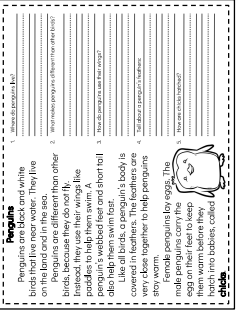 Penguins
Penguins are black and white
birds that live near water. They live
on the land and in the sea.
Penguins are different than other
birds, because they do not fly.
Instead, they use their wings like
paddles to help them swim. A
penguin's webbed feet and short tail
also help them swim fast.
Like all birds, a penguin's body is
covered in feathers. The feathers are
very close together to help penguins
stay warm.
Female penguins lay eggs. The
male penguins carry the
egg on their feet to keep
them warm before they
hatch into babies, called
chicks.
1. Where do penguins live?
2. What makes penguins different than other birds?
3. How do penguins use their wings?
4. Tell about a penguin's feathers:
5. How are chicks hatched?